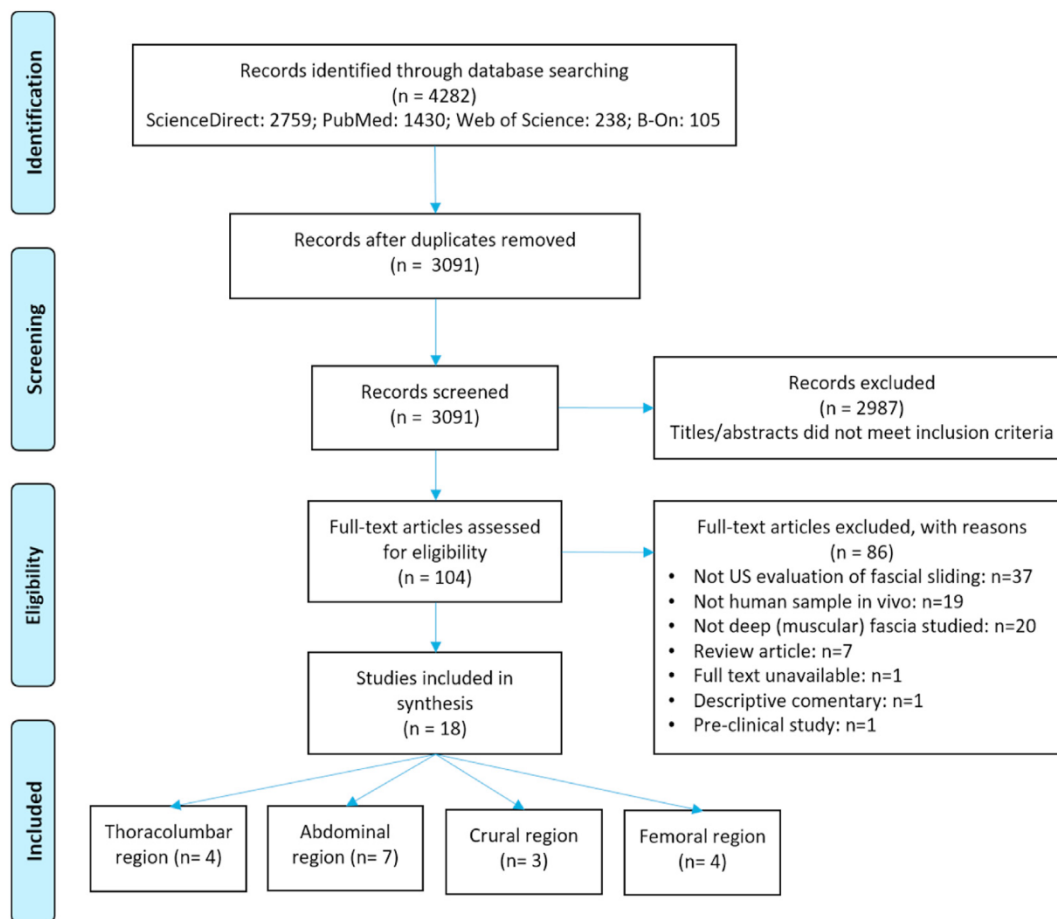 Identification
Records identified through database searching
(n = 4282)
ScienceDirect: 2759; PubMed: 1430; Web of Science: 238; B-On: 105
Records after duplicates removed
(n = 3091)
Screening
Records screened
(n = 3091)
Records excluded
(n = 2987)
Titles/abstracts did not meet inclusion criteria
Eligibility
Full-text articles assessed
for eligibility
(n = 104)
Full-text articles excluded, with reasons
(n = 86)
• Not US evaluation of fascial sliding: n=37
• Not human sample in vivo: n=19
• Not deep (muscular) fascia studied: n=20
• Review article: n=7
• Full text unavailable: n=1
• Descriptive comentary: n=1
• Pre-clinical study: n=1
Studies included in
synthesis
(n = 18)
Included
Thoracolumbar
region (n= 4)
Abdominal
region (n= 7)
Crural region
(n= 3)
Femoral region
(n= 4)